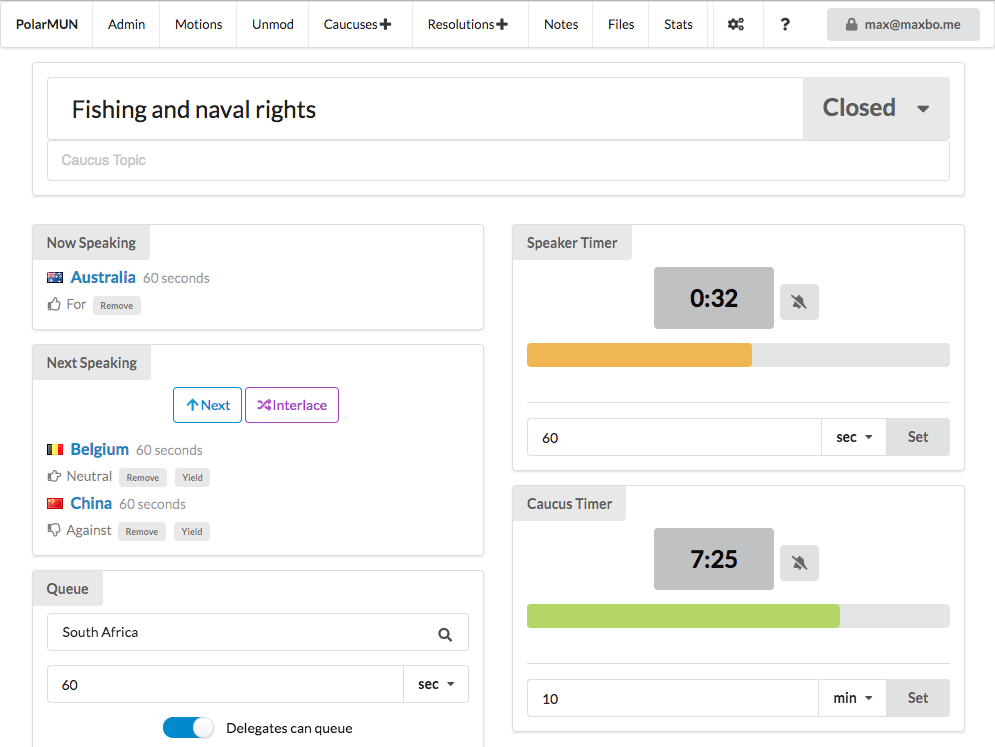 PolarMUN Admin Motions Unmod Caucuses Resolutions Notes Files Stats ? max@maxbo.me
Fishing and naval rights Closed
Caucus Topic
Now Speaking
Australia 60 seconds
For Remove
Next Speaking
Next Interlace
Belgium 60 seconds
Neutral Remove Yield
China 60 seconds
Against Remove Yield
Queue
South Africa
60 sec
Delegates can queue
Speaker Timer
0:32
60 sec Set
Caucus Timer
7:25
10 min Set